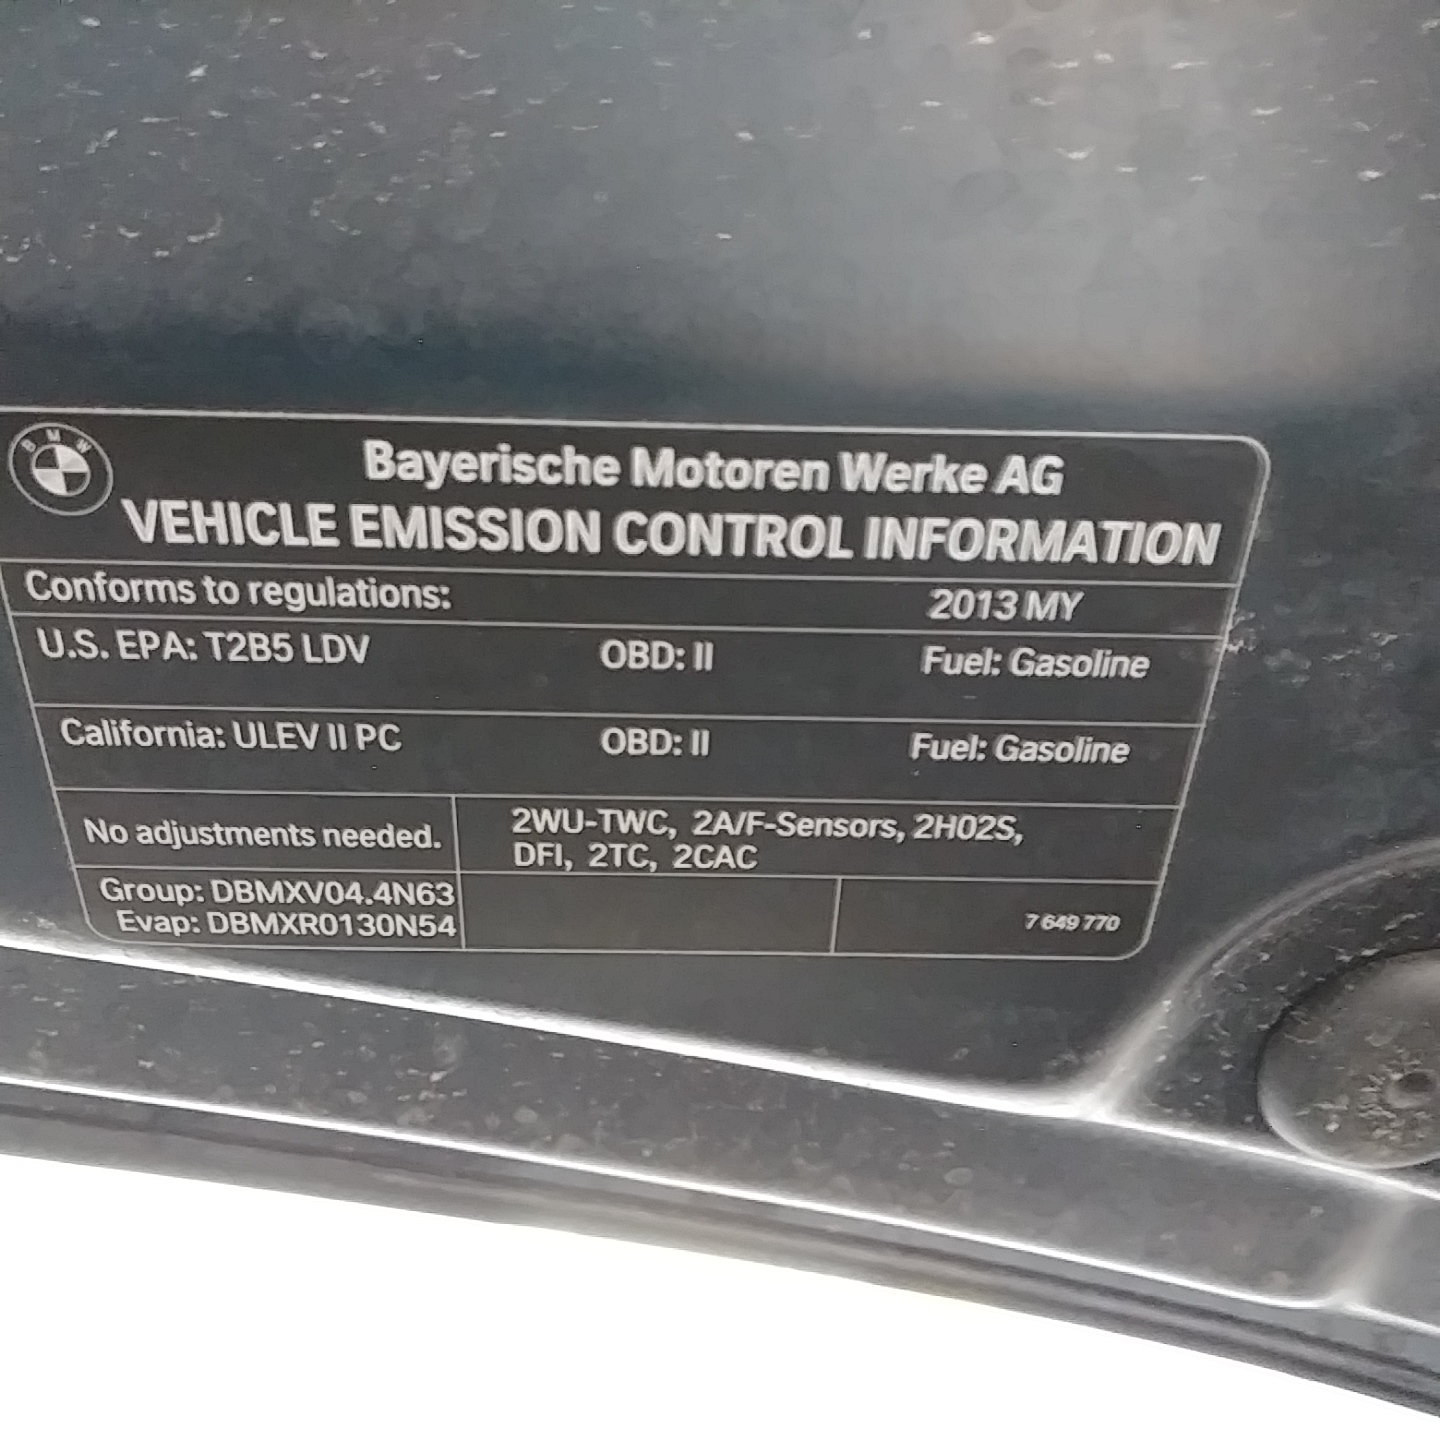 BMW
Bayerische Motoren Werke AG
VEHICLE EMISSION CONTROL INFORMATION
Conforms to regulations: 2013 MY
U.S. EPA: T2B5 LDV OBD: II Fuel: Gasoline
California: ULEV II PC OBD: II Fuel: Gasoline
No adjustments needed.
2WU-TWC, 2A/F-Sensors, 2H02S,
DFI, 2TC, 2CAC
Group: DBMXV04.4N63
Evap: DBMXR0130N54
7 649 770